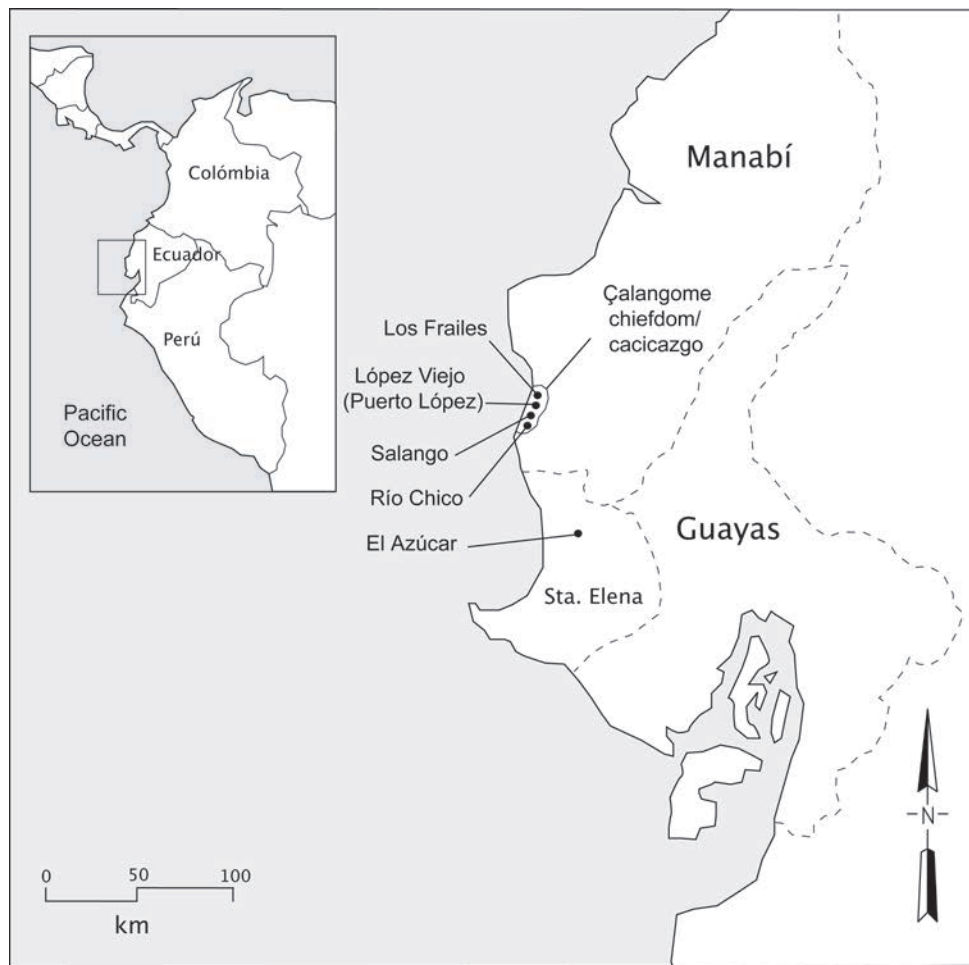 Colómbia
Ecuador
Perú
Pacific
Ocean
Manabí
Çalangome
chiefdom/
cacicazgo
Los Frailes
López Viejo
(Puerto López)
Salango
Río Chico
El Azúcar
Guayas
Sta. Elena
N
0 50 100
km